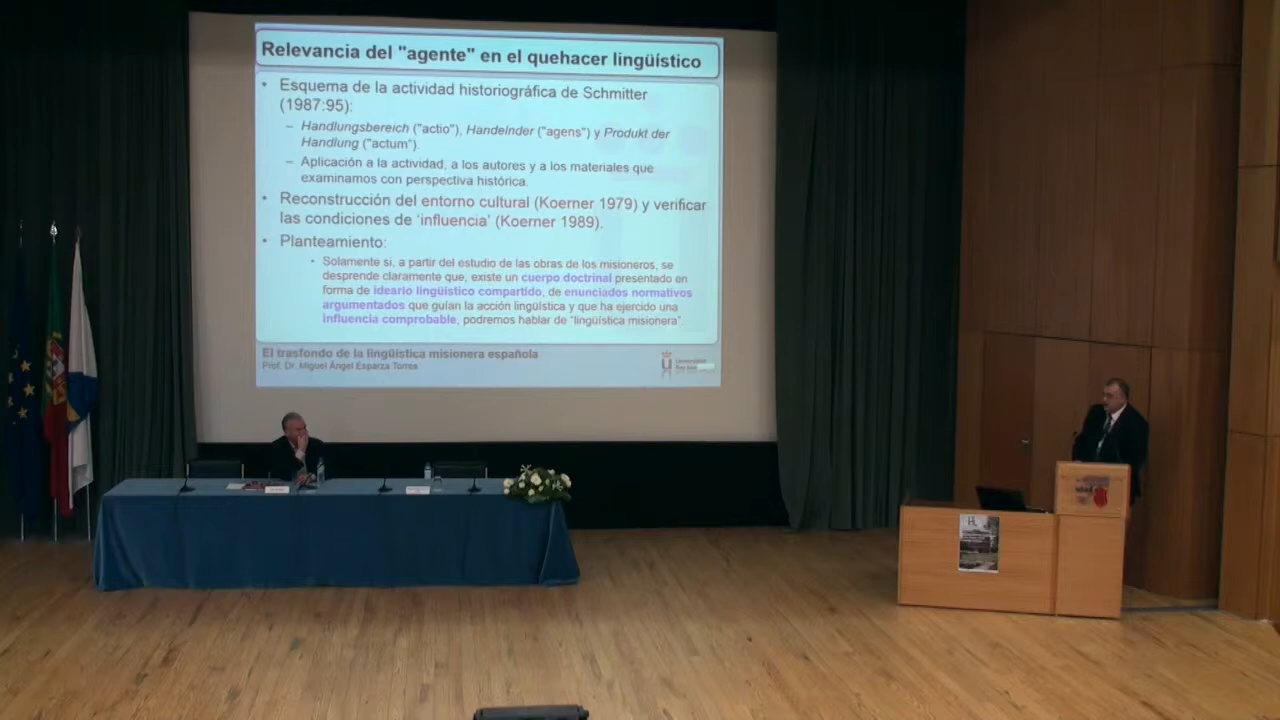 Relevancia del "agente" en el quehacer lingüístico
• Esquema de la actividad historiográfica de Schmitter
(1987:95):
– Handlungsbereich ("actio"), Handelnder ("agens") y Produkt der
Handlung ("actum").
– Aplicación a la actividad, a los autores y a los materiales que
examinamos con perspectiva histórica.
• Reconstrucción del entorno cultural (Koerner 1979) y verificar
las condiciones de 'influencia' (Koerner 1989).
• Planteamiento:
• Solamente si, a partir del estudio de las obras de los misioneros, se
desprende claramente que, existe un cuerpo doctrinal presentado en
forma de ideario lingüístico compartido, de enunciados normativos
argumentados que guían la acción lingüística y que ha ejercido una
influencia comprobable, podremos hablar de "lingüística misionera".
El trasfondo de la lingüística misionera española
Prof. Dr. Miguel Ángel Esparza Torres
Universidad